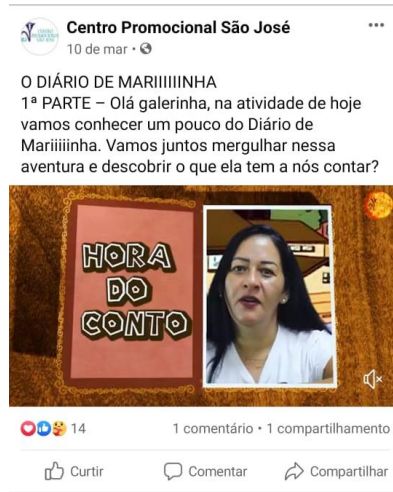 Centro Promocional São José
10 de mar •
O DIÁRIO DE MARIIIIIINHA
1ª PARTE – Olá galerinha, na atividade de hoje
vamos conhecer um pouco do Diário de
Mariiiiinha. Vamos juntos mergulhar nessa
aventura e descobrir o que ela tem a nós contar?
HORA
DO
CONTO
14
1 comentário • 1 compartilhamento
Curtir
Comentar
Compartilhar